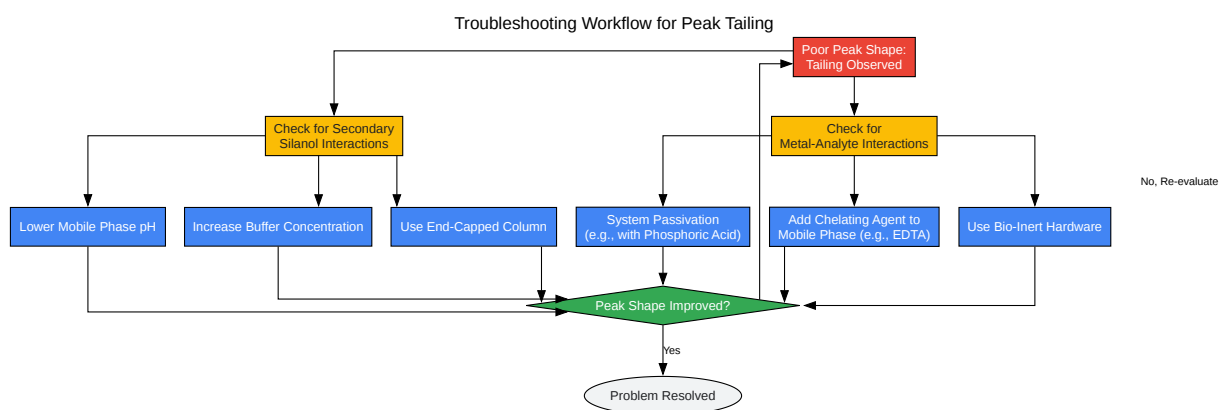 Troubleshooting Workflow for Peak Tailing
Poor Peak Shape:
Tailing Observed
Check for Secondary
Silanol Interactions
Check for
Metal-Analyte Interactions
No, Re-evaluate
Lower Mobile Phase pH
Increase Buffer Concentration
Use End-Capped Column
System Passivation
(e.g., with Phosphoric Acid)
Add Chelating Agent to
Mobile Phase (e.g., EDTA)
Use Bio-Inert Hardware
Peak Shape Improved?
Yes
Problem Resolved